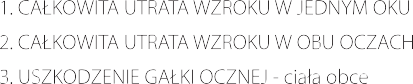 1. CAŁKOWITA UTRATA WZROKU W JEDNYM OKU
2. CAŁKOWITA UTRATA WZROKU W OBU OCZACH
3. USZKODZENIE GAŁKI OCZNEJ - ciała obce